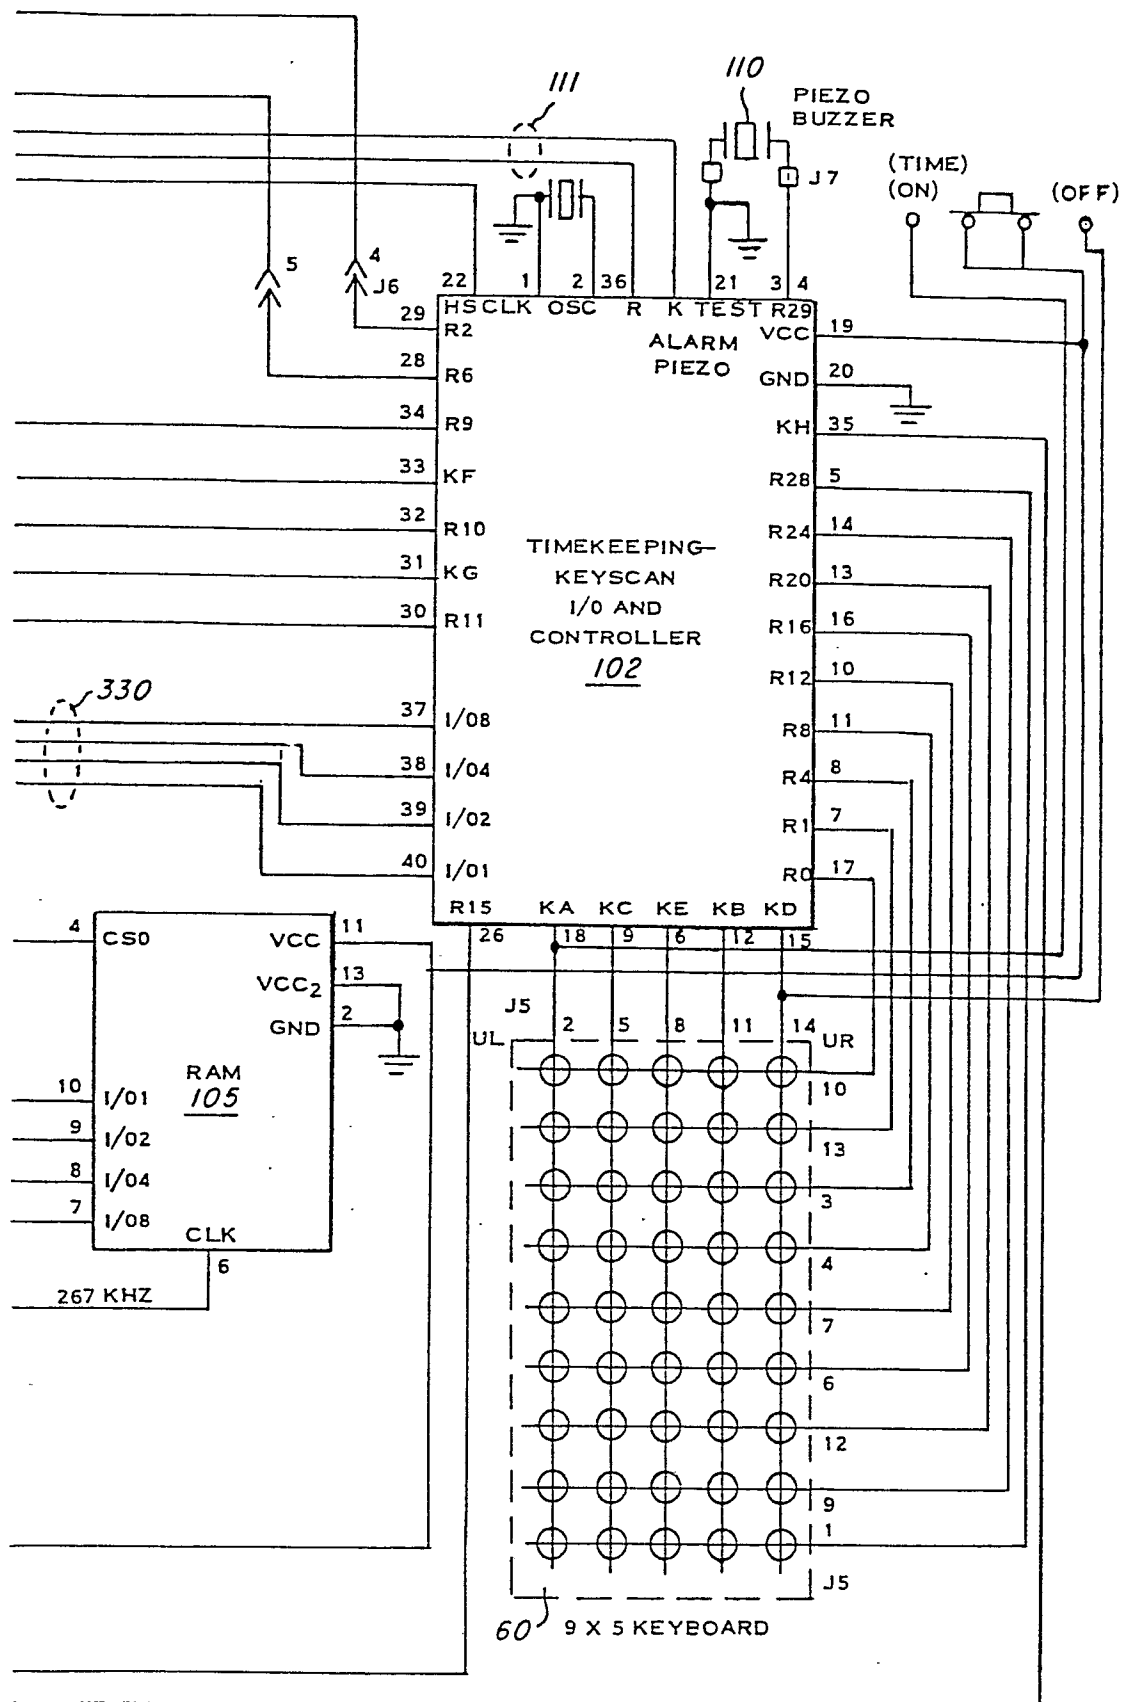 111
110
PIEZO
BUZZER
J7
(TIME)
(ON)
(OFF)
5
4
J6
22
1
2
36
21
3
4
HS
CLK
OSC
R
K
TEST
R29
29
R2
ALARM
PIEZO
VCC
19
28
R6
GND
20
34
R9
KH
35
33
KF
R28
5
32
R10
R24
14
TIMEKEEPING-
KEYSCAN
I/O AND
CONTROLLER
102
31
KG
R20
13
30
R11
R16
16
R12
10
330
37
I/08
R8
11
38
I/04
R4
8
39
I/02
R1
7
40
I/01
R0
17
R15
KA
KC
KE
KB
KD
26
18
9
6
12
15
4
CS0
VCC
11
VCC2
13
GND
2
RAM
105
10
I/01
9
I/02
8
I/04
7
I/08
CLK
6
267 KHZ
J5
UL
2
5
8
11
14
UR
10
13
3
4
7
6
12
9
1
J5
60
9 X 5 KEYBOARD